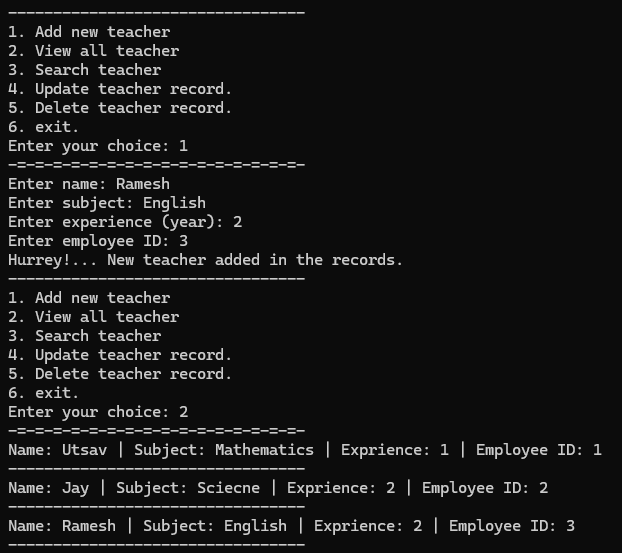 ---------------------------------
1. Add new teacher
2. View all teacher
3. Search teacher
4. Update teacher record.
5. Delete teacher record.
6. exit.
Enter your choice: 1
-=-=-=-=-=-=-=-=-=-=-=-=-=-=-=-=-
Enter name: Ramesh
Enter subject: English
Enter experience (year): 2
Enter employee ID: 3
Hurrey!... New teacher added in the records.
---------------------------------
1. Add new teacher
2. View all teacher
3. Search teacher
4. Update teacher record.
5. Delete teacher record.
6. exit.
Enter your choice: 2
-=-=-=-=-=-=-=-=-=-=-=-=-=-=-=-=-
Name: Utsav | Subject: Mathematics | Exprience: 1 | Employee ID: 1
---------------------------------
Name: Jay | Subject: Sciecne | Exprience: 2 | Employee ID: 2
---------------------------------
Name: Ramesh | Subject: English | Exprience: 2 | Employee ID: 3
---------------------------------